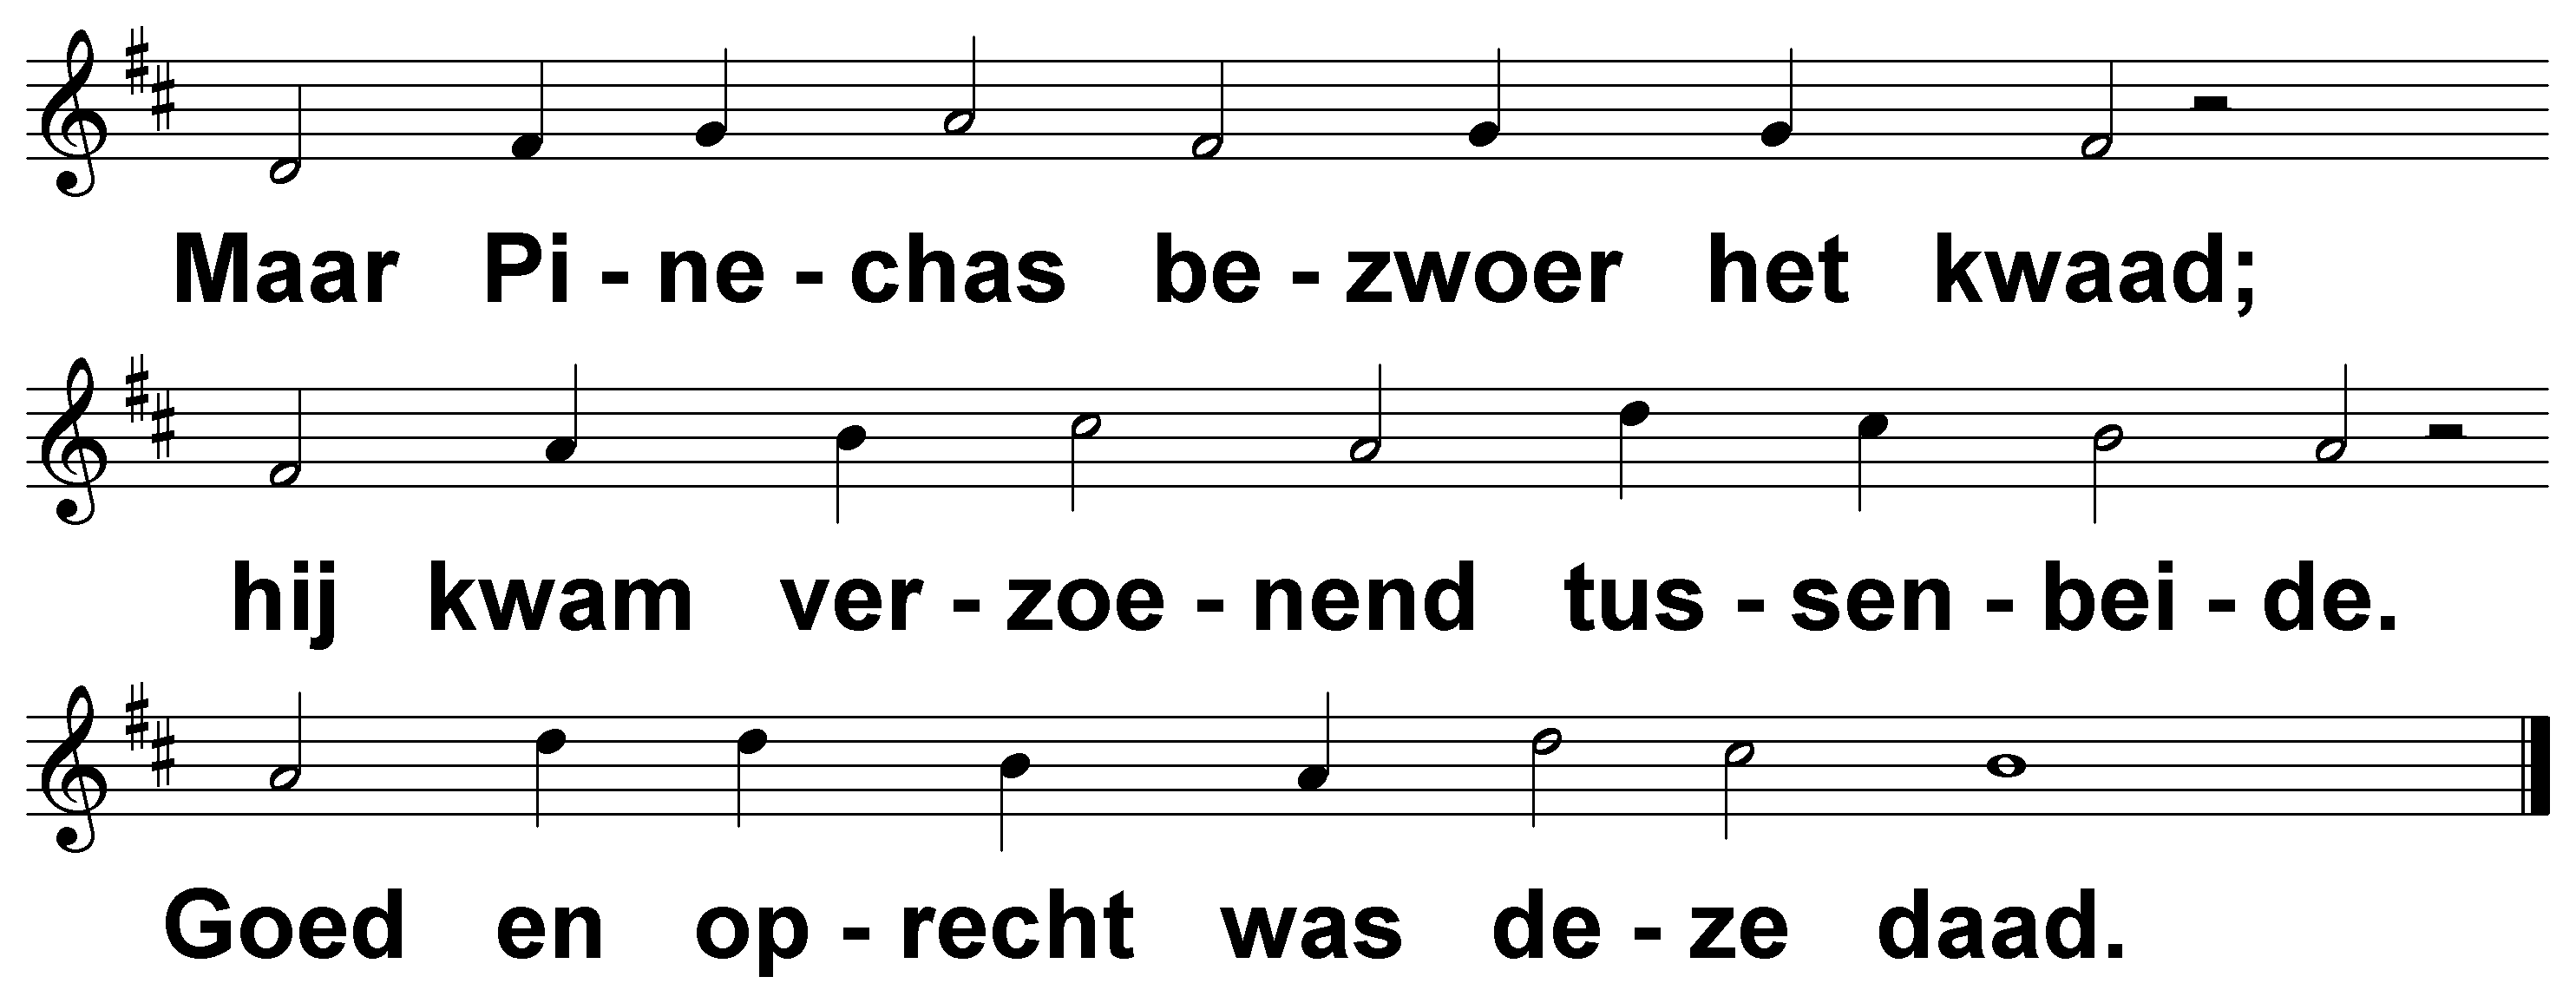 Maar Pi - ne - chas be - zwoer het kwaad;
hij kwam ver - zoe - nend tus - sen - bei - de.
Goed en op - recht was de - ze daad.